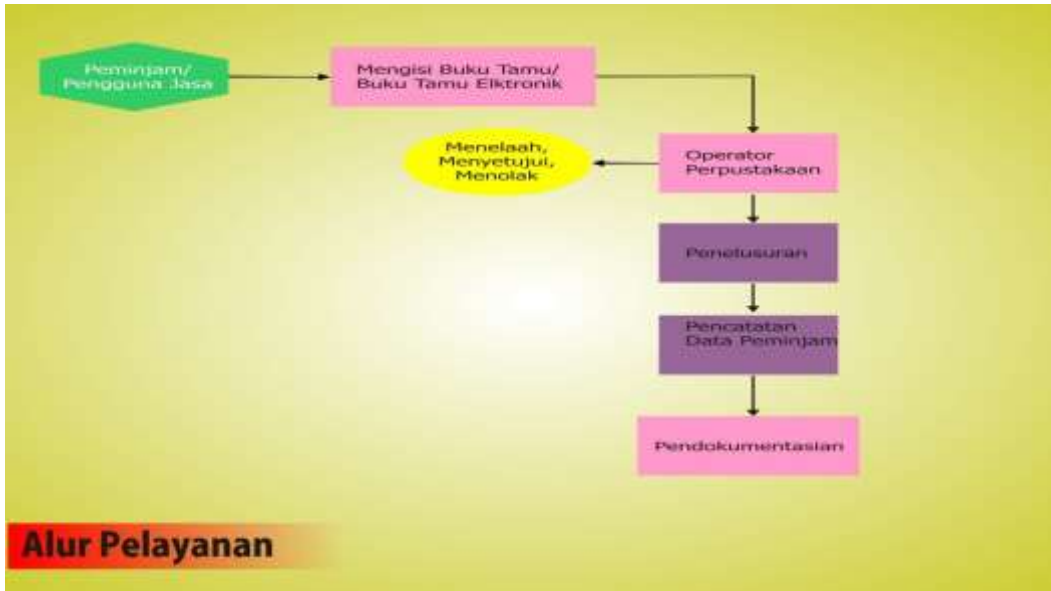 Peminjam/
Pengguna Jasa
Mengisi Buku Tamu/
Buku Tamu Elktronik
Menelaah,
Menyetujui,
Menolak
Operator
Perpustakaan
Penelusuran
Pencatatan
Data Peminjam
Pendokumentasian
Alur Pelayanan